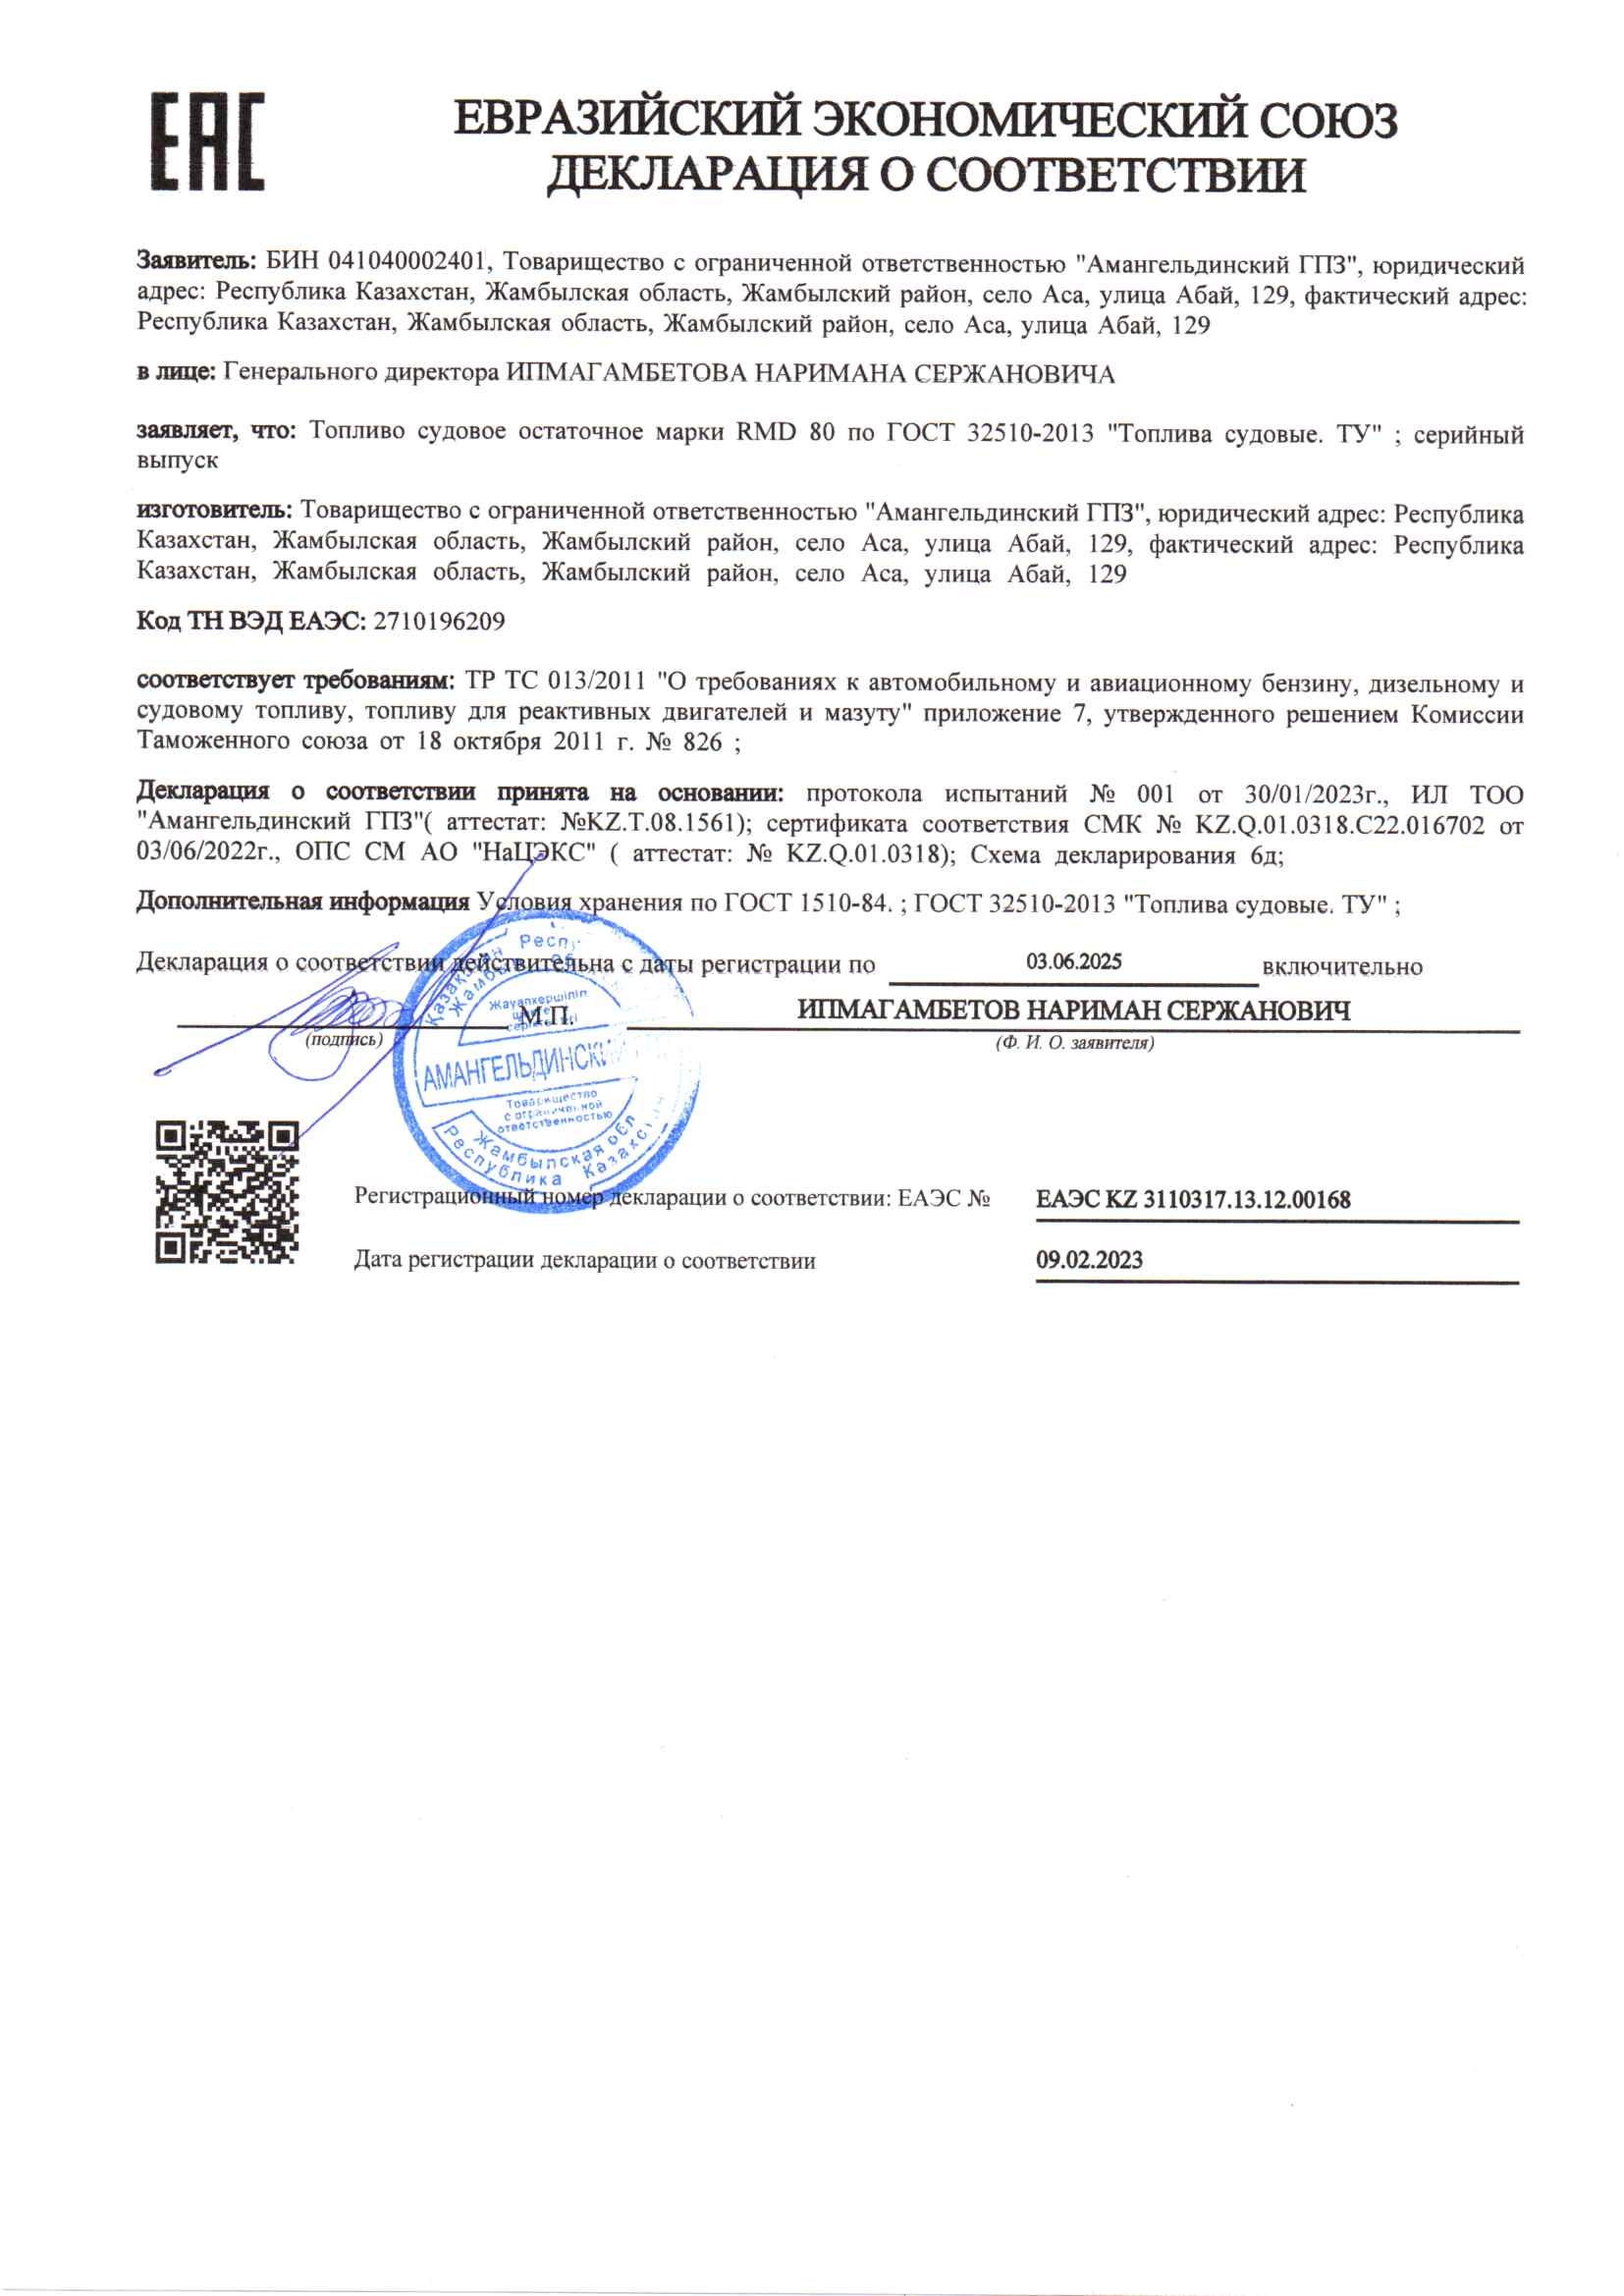 EAC
ЕВРАЗИЙСКИЙ ЭКОНОМИЧЕСКИЙ СОЮЗ
ДЕКЛАРАЦИЯ О СООТВЕТСТВИИ
Заявитель: БИН 041040002401, Товарищество с ограниченной ответственностью "Амангельдинский ГПЗ", юридический
адрес: Республика Казахстан, Жамбылская область, Жамбылский район, село Аса, улица Абай, 129, фактический адрес:
Республика Казахстан, Жамбылская область, Жамбылский район, село Аса, улица Абай, 129
в лице: Генерального директора ИПМАГАМБЕТОВА НАРИМАНА СЕРЖАНОВИЧА
заявляет, что: Топливо судовое остаточное марки RMD 80 по ГОСТ 32510-2013 "Топлива судовые. ТУ" ; серийный
выпуск
изготовитель: Товарищество с ограниченной ответственностью "Амангельдинский ГПЗ", юридический адрес: Республика
Казахстан, Жамбылская область, Жамбылский район, село Аса, улица Абай, 129, фактический адрес: Республика
Казахстан, Жамбылская область, Жамбылский район, село Аса, улица Абай, 129
Код ТН ВЭД ЕАЭС: 2710196209
соответствует требованиям: ТР ТС 013/2011 "О требованиях к автомобильному и авиационному бензину, дизельному и
судовому топливу, топливу для реактивных двигателей и мазуту" приложение 7, утвержденного решением Комиссии
Таможенного союза от 18 октября 2011 г. № 826 ;
Декларация о соответствии принята на основании: протокола испытаний № 001 от 30/01/2023г., ИЛ ТОО
"Амангельдинский ГПЗ"( аттестат: №KZ.T.08.1561); сертификата соответствия СМК № KZ.Q.01.0318.C22.016702 от
03/06/2022г., ОПС СМ АО "НаЦЭКС" ( аттестат: № KZ.Q.01.0318); Схема декларирования 6д;
Дополнительная информация Условия хранения по ГОСТ 1510-84. ; ГОСТ 32510-2013 "Топлива судовые. ТУ" ;
Декларация о соответствии действительна с даты регистрации по 03.06.2025 включительно
М.П. ИПМАГАМБЕТОВ НАРИМАН СЕРЖАНОВИЧ
(подпись) (Ф. И. О. заявителя)
АМАНГЕЛЬДИНСКИЙ
Товарищество
с ограниченной
ответственностью
Жамбылская обл
Республика Казахстан
Регистрационный номер декларации о соответствии: ЕАЭС № ЕАЭС KZ 3110317.13.12.00168
Дата регистрации декларации о соответствии 09.02.2023